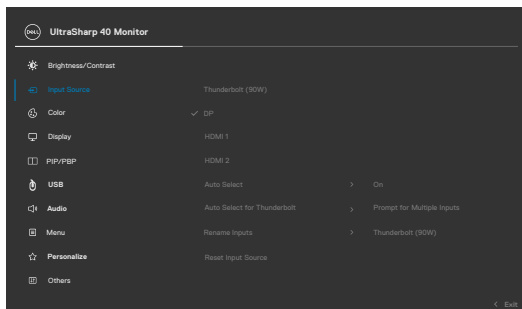 DELL UltraSharp 40 Monitor
Brightness/Contrast
Input Source Thunderbolt (90W)
Color DP
Display HDMI 1
PIP/PBP HDMI 2
USB Auto Select > On
Audio Auto Select for Thunderbolt > Prompt for Multiple Inputs
Menu Rename Inputs > Thunderbolt (90W)
Personalize Reset Input Source
Others
< Exit